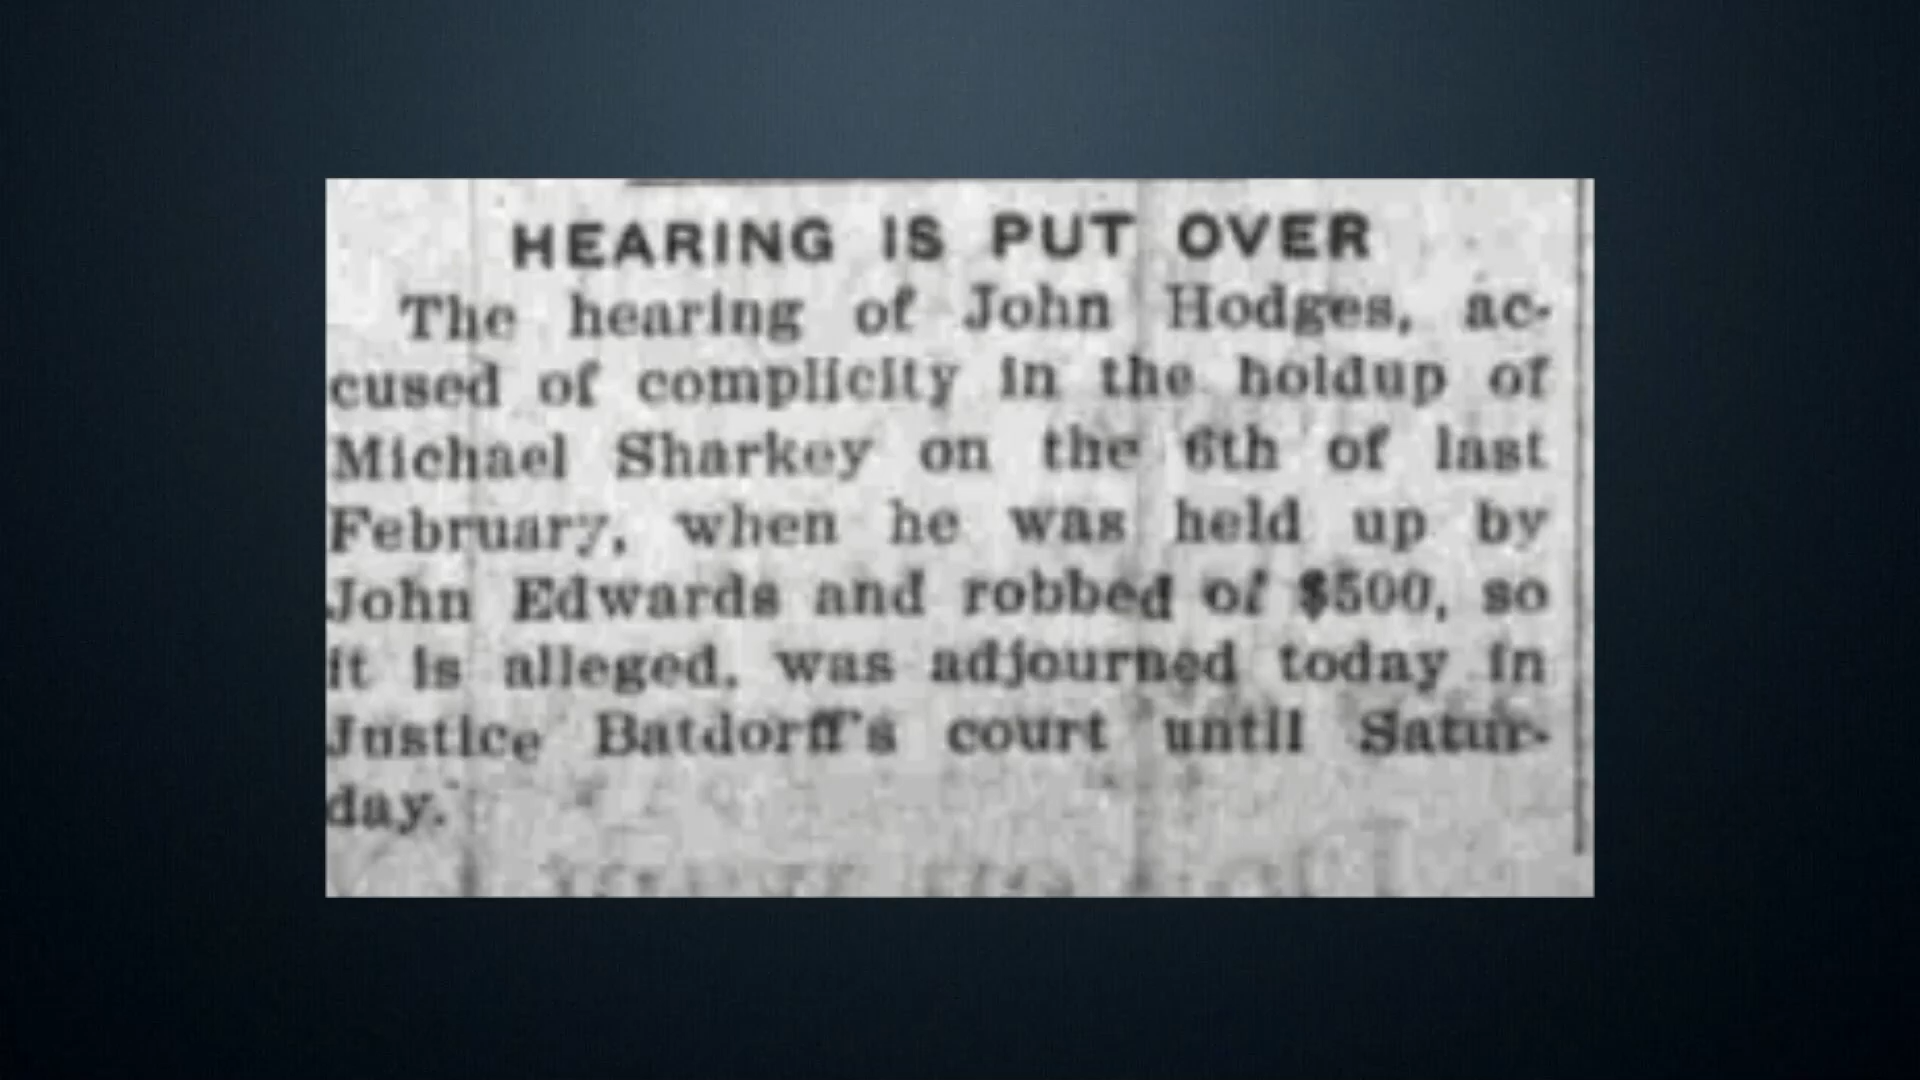 HEARING IS PUT OVER
The hearing of John Hodges, ac-
cused of complicity in the holdup of
Michael Sharkey on the 6th of last
February, when he was held up by
John Edwards and robbed of $500, so
it is alleged, was adjourned today in
Justice Batdorff's court until Satur-
day.